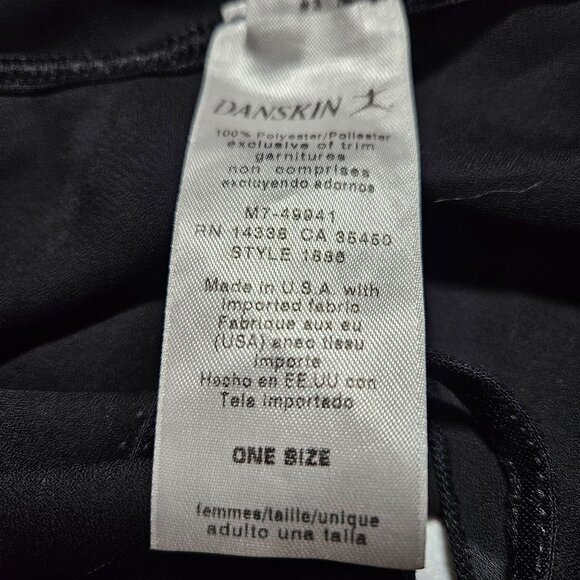 DANSKIN
100% Polyester/Poliester
exclusive of trim
garnitures
non comprises
excluyendo adornos
M7-49941
RN 14338 CA 35450
STYLE 1886
Made in U.S.A. with
imported fabric
Fabrique aux eu
(USA) avec tissu
importe
Hecho en EE.UU con
Tela importado
ONE SIZE
femmes/taille/unique
adulto una talla